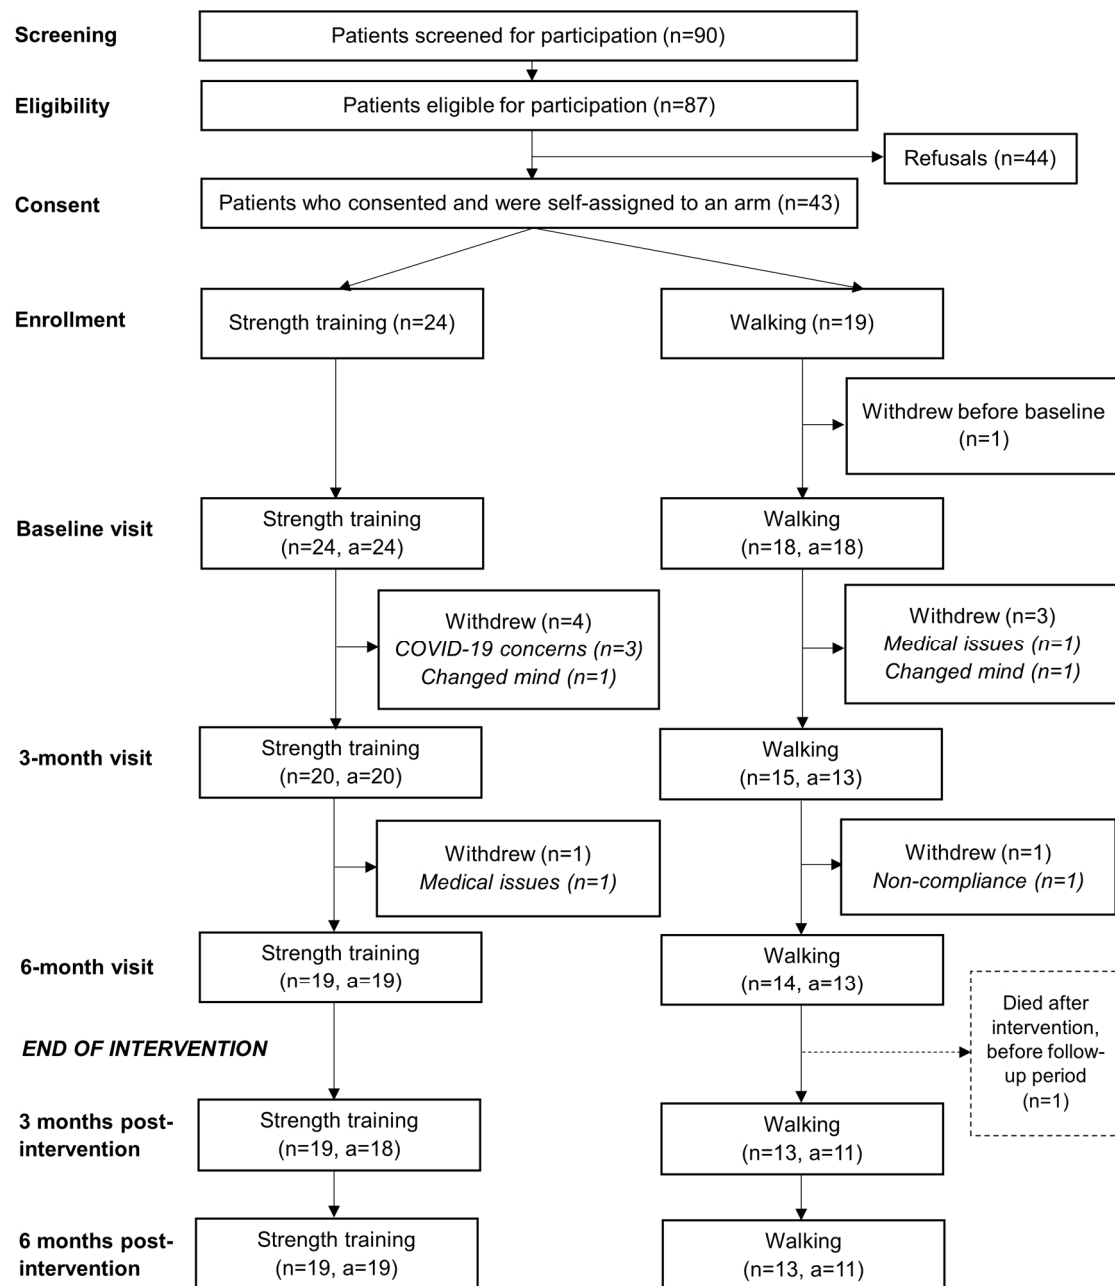 Screening
Patients screened for participation (n=90)
Eligibility
Patients eligible for participation (n=87)
Refusals (n=44)
Consent
Patients who consented and were self-assigned to an arm (n=43)
Enrollment
Strength training (n=24)
Walking (n=19)
Withdrew before baseline
(n=1)
Baseline visit
Strength training
(n=24, a=24)
Walking
(n=18, a=18)
Withdrew (n=4)
COVID-19 concerns (n=3)
Changed mind (n=1)
Withdrew (n=3)
Medical issues (n=1)
Changed mind (n=1)
3-month visit
Strength training
(n=20, a=20)
Walking
(n=15, a=13)
Withdrew (n=1)
Medical issues (n=1)
Withdrew (n=1)
Non-compliance (n=1)
6-month visit
Strength training
(n=19, a=19)
Walking
(n=14, a=13)
Died after
intervention,
before follow-
up period
(n=1)
END OF INTERVENTION
3 months post-
intervention
Strength training
(n=19, a=18)
Walking
(n=13, a=11)
6 months post-
intervention
Strength training
(n=19, a=19)
Walking
(n=13, a=11)